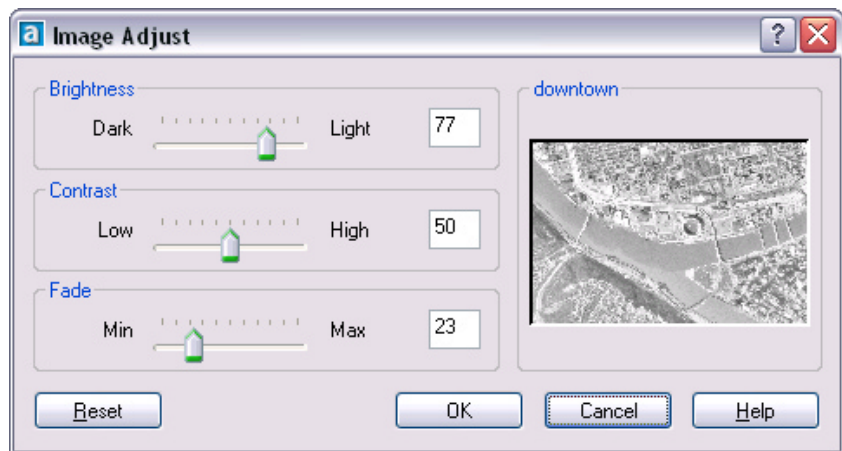 a Image Adjust
Brightness
Dark Light 77
Contrast
Low High 50
Fade
Min Max 23
downtown
Reset OK Cancel Help